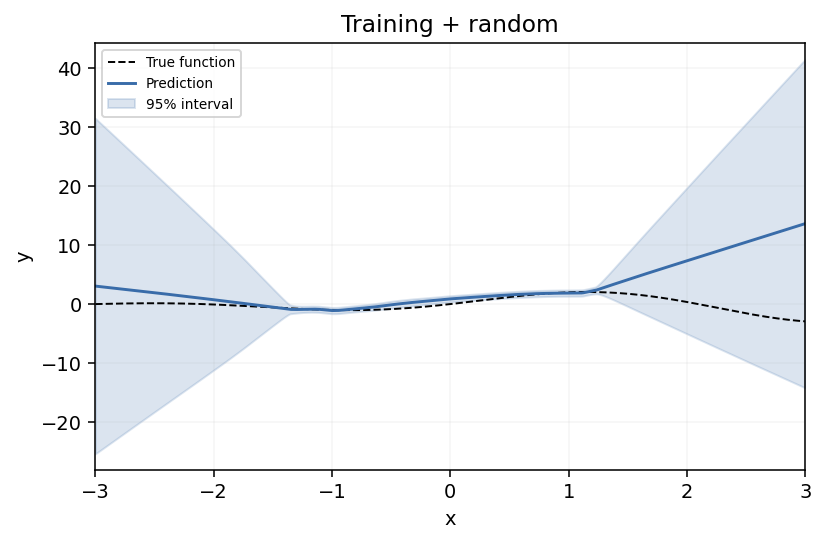 Training + random
True function
Prediction
95% interval
y
40
30
20
10
0
−10
−20
−3
−2
−1
0
1
2
3
x